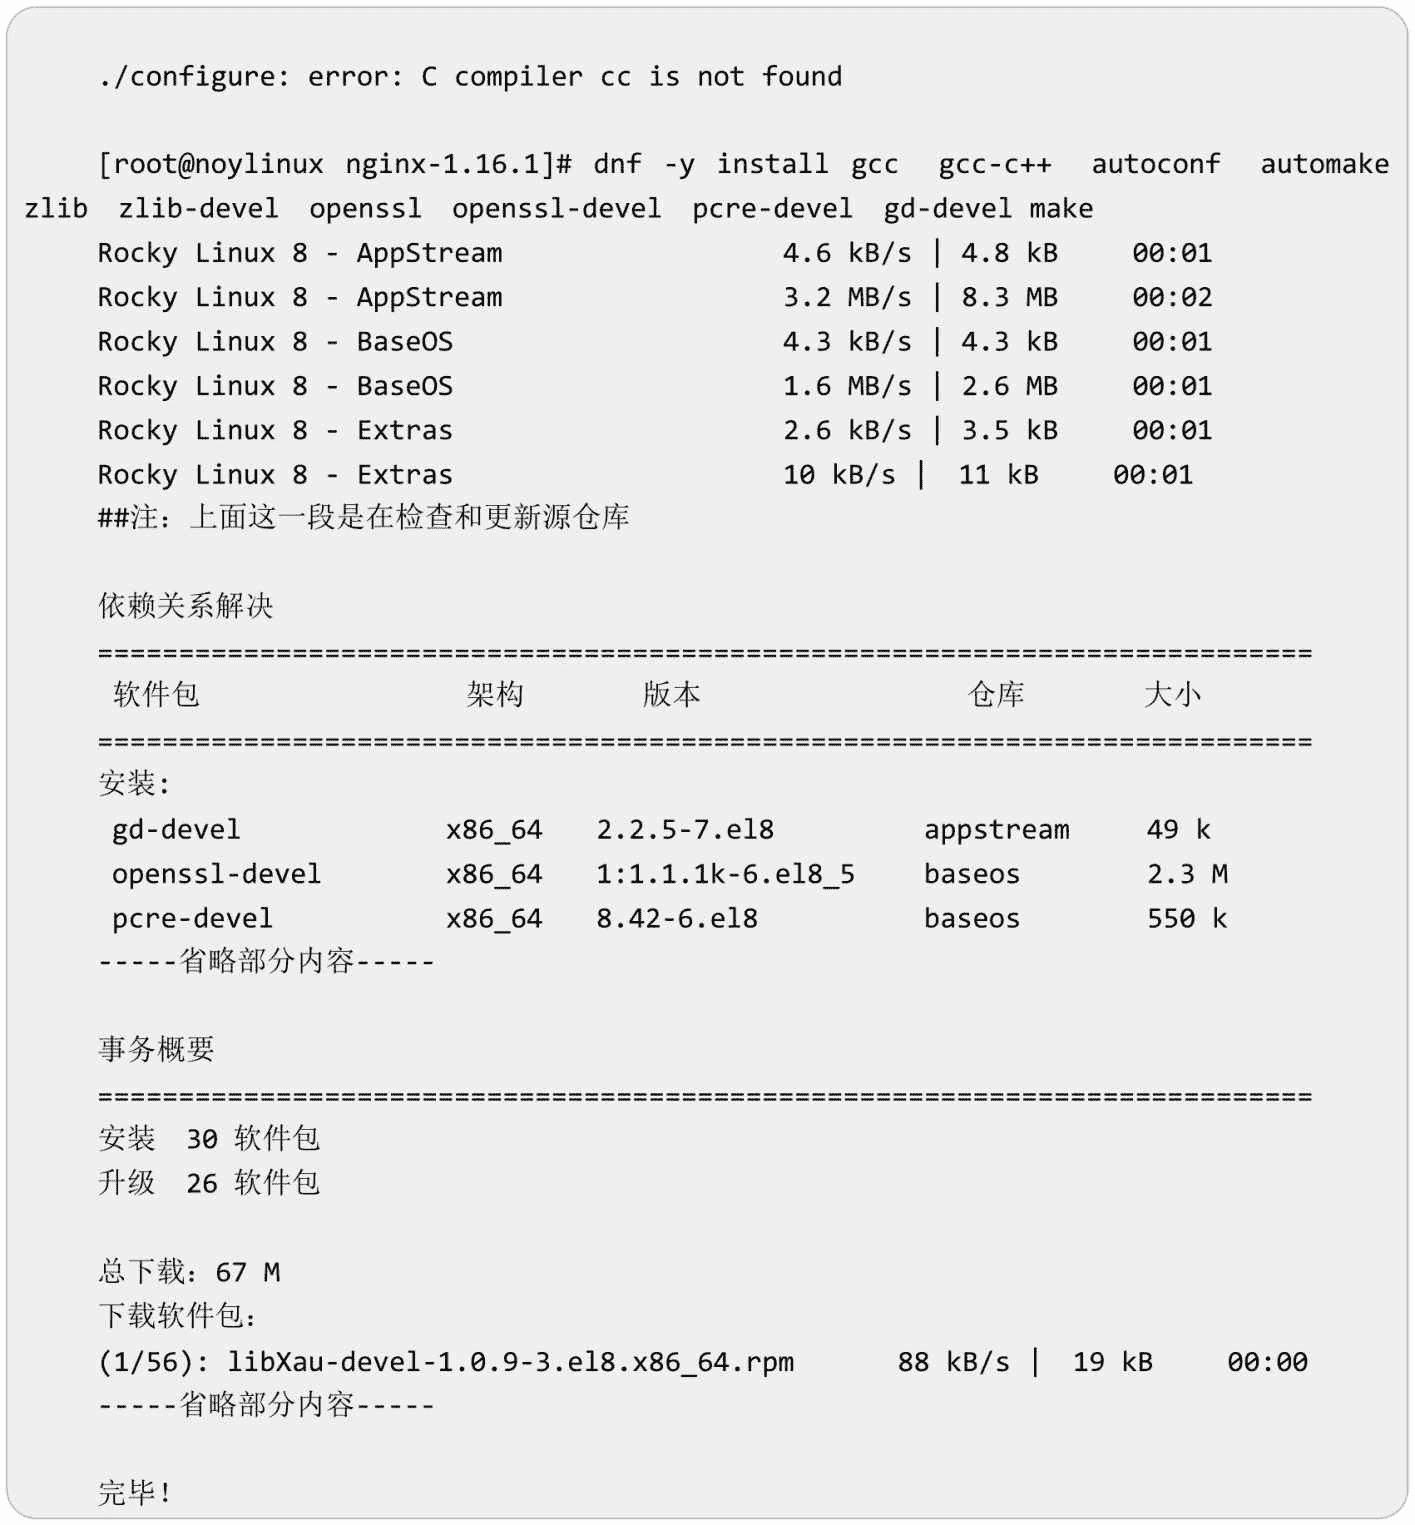 ./configure: error: C compiler cc is not found
[root@noylinux nginx-1.16.1]# dnf -y install gcc gcc-c++ autoconf automake
zlib zlib-devel openssl openssl-devel pcre-devel gd-devel make
Rocky Linux 8 - AppStream 4.6 kB/s | 4.8 kB 00:01
Rocky Linux 8 - AppStream 3.2 MB/s | 8.3 MB 00:02
Rocky Linux 8 - BaseOS 4.3 kB/s | 4.3 kB 00:01
Rocky Linux 8 - BaseOS 1.6 MB/s | 2.6 MB 00:01
Rocky Linux 8 - Extras 2.6 kB/s | 3.5 kB 00:01
Rocky Linux 8 - Extras 10 kB/s | 11 kB 00:01
##注：上面这一段是在检查和更新源仓库
依赖关系解决
===========================================================================
软件包 架构 版本 仓库 大小
===========================================================================
安装:
gd-devel x86_64 2.2.5-7.el8 appstream 49 k
openssl-devel x86_64 1:1.1.1k-6.el8_5 baseos 2.3 M
pcre-devel x86_64 8.42-6.el8 baseos 550 k
-----省略部分内容-----
事务概要
===========================================================================
安装 30 软件包
升级 26 软件包
总下载：67 M
下载软件包：
(1/56): libXau-devel-1.0.9-3.el8.x86_64.rpm 88 kB/s | 19 kB 00:00
-----省略部分内容-----
完毕!